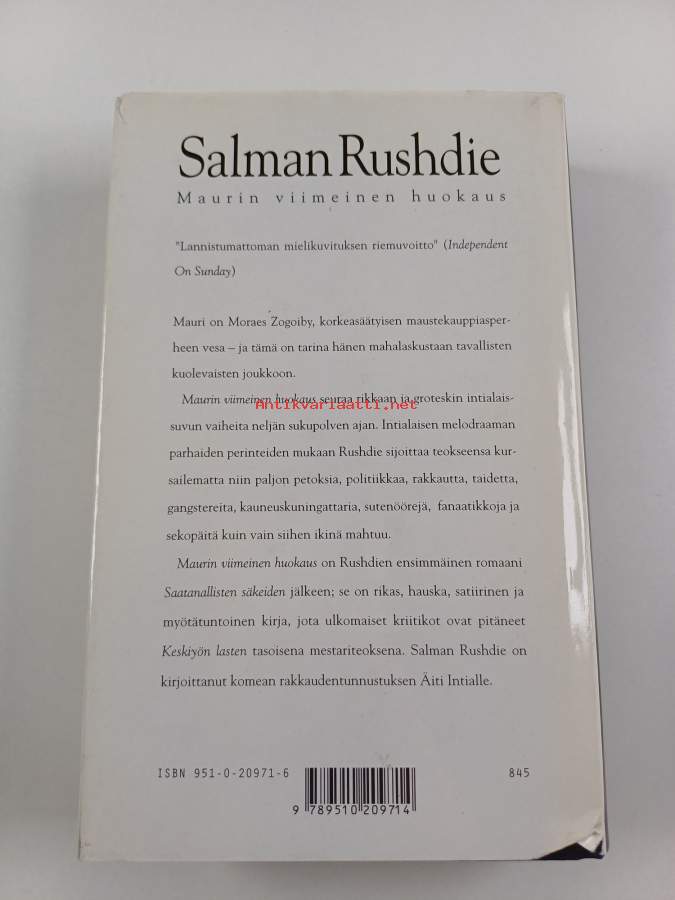 Salman Rushdie
Maurin viimeinen huokaus
"Lannistumattoman mielikuvituksen riemuvoitto" (Independent
On Sunday)
Mauri on Moraes Zogoiby, korkeasäätyisen maustekauppiasper-
heen vesa – ja tämä on tarina hänen mahalaskustaan tavallisten
kuolevaisten joukkoon.
Maurin viimeinen huokaus seuraa rikkaan ja groteskin intialais-
Antikvariaatti.net
suvun vaiheita neljän sukupolven ajan. Intialaisen melodraaman
parhaiden perinteiden mukaan Rushdie sijoittaa teokseensa kur-
sailematta niin paljon petoksia, politiikkaa, rakkautta, taidetta,
gangstereita, kauneuskuningattaria, sutenöörejä, fanaatikkoja ja
sekopäitä kuin vain siihen ikinä mahtuu.
Maurin viimeinen huokaus on Rushdien ensimmäinen romaani
Saatanallisten säkeiden jälkeen; se on rikas, hauska, satiirinen ja
myötätuntoinen kirja, jota ulkomaiset kriitikot ovat pitäneet
Keskiyön lasten tasoisena mestariteoksena. Salman Rushdie on
kirjoittanut komean rakkaudentunnustuksen Äiti Intialle.
ISBN 951-0-20971-6
845
9 789510 209714